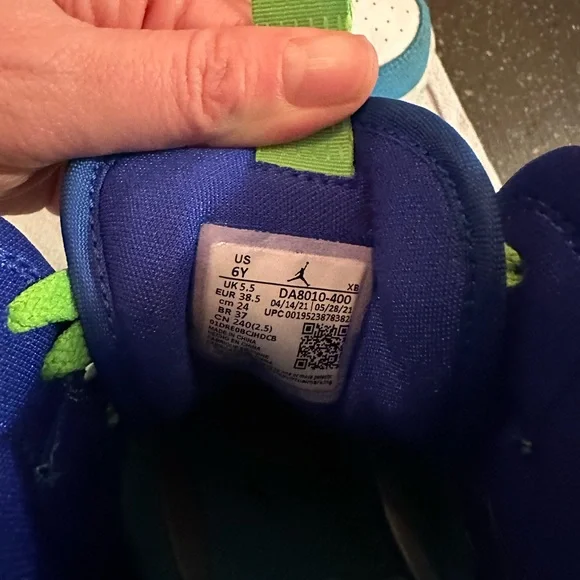 US
6Y
XB
UK 5.5
DA8010-400
EUR 38.5
04/14/21 05/28/21
cm 24
UPC 0019523878382
BR 37
CN 240(2.5)
MADE IN CHINA